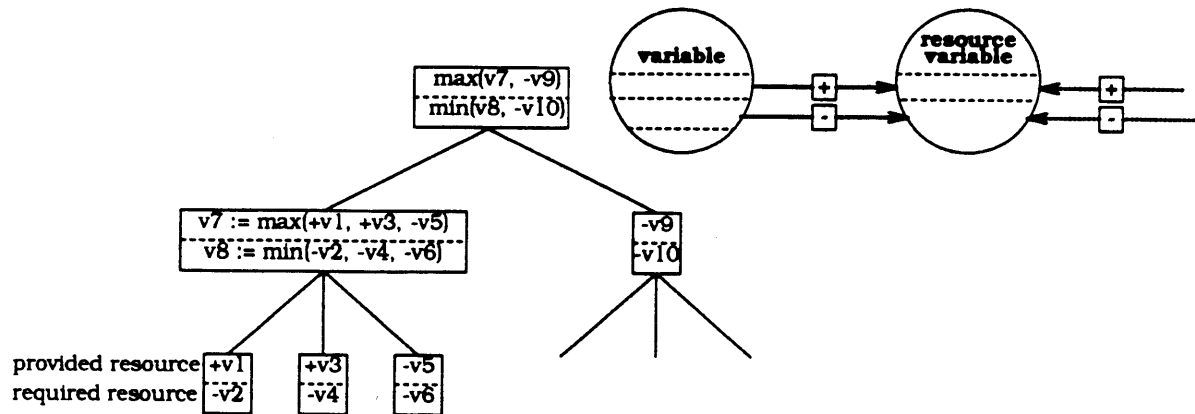 variable
resource
variable
+
+
-
-
max(v7, -v9)
min(v8, -v10)
v7 := max(+v1, +v3, -v5)
v8 := min(-v2, -v4, -v6)
-v9
-v10
provided resource +v1 +v3 -v5
required resource -v2 -v4 -v6